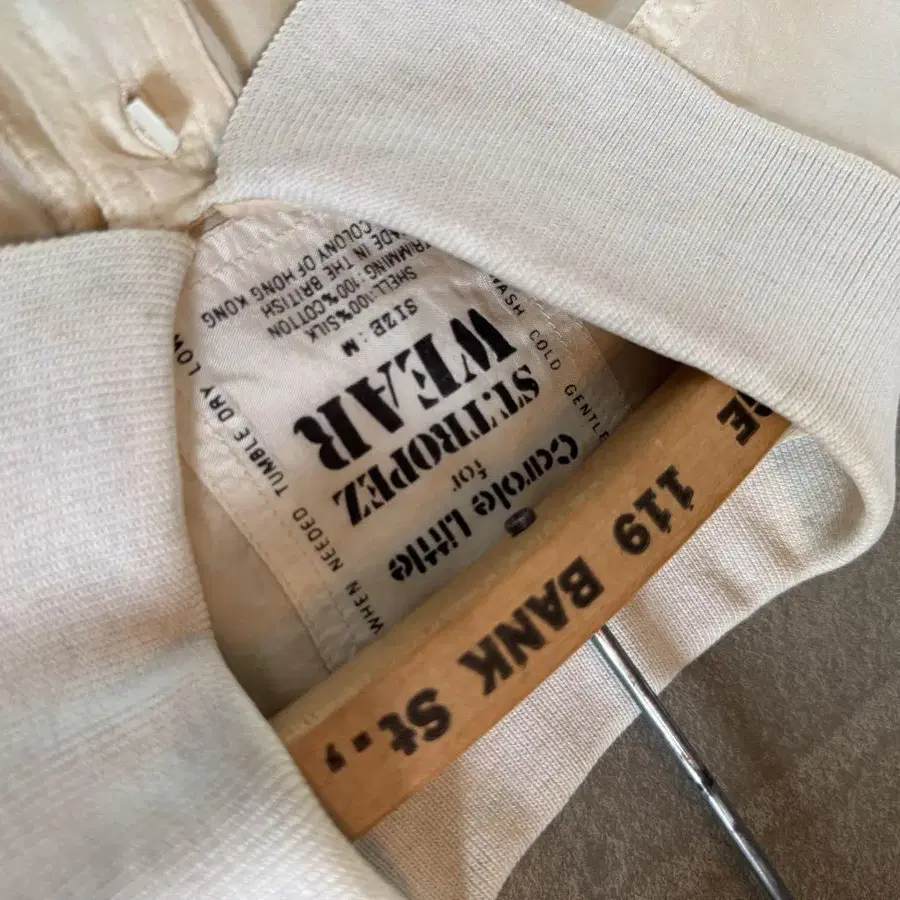 Carole Little
for
ST.TROPEZ
WEAR
SIZE: M
SHELL:100%SILK
TRIMMING:100%COTTON
MADE IN THE BRITISH
COLONY OF HONG KONG
WASH COLD GENTLE
TUMBLE DRY LOW
WHEN NEEDED
119 BANK St.,